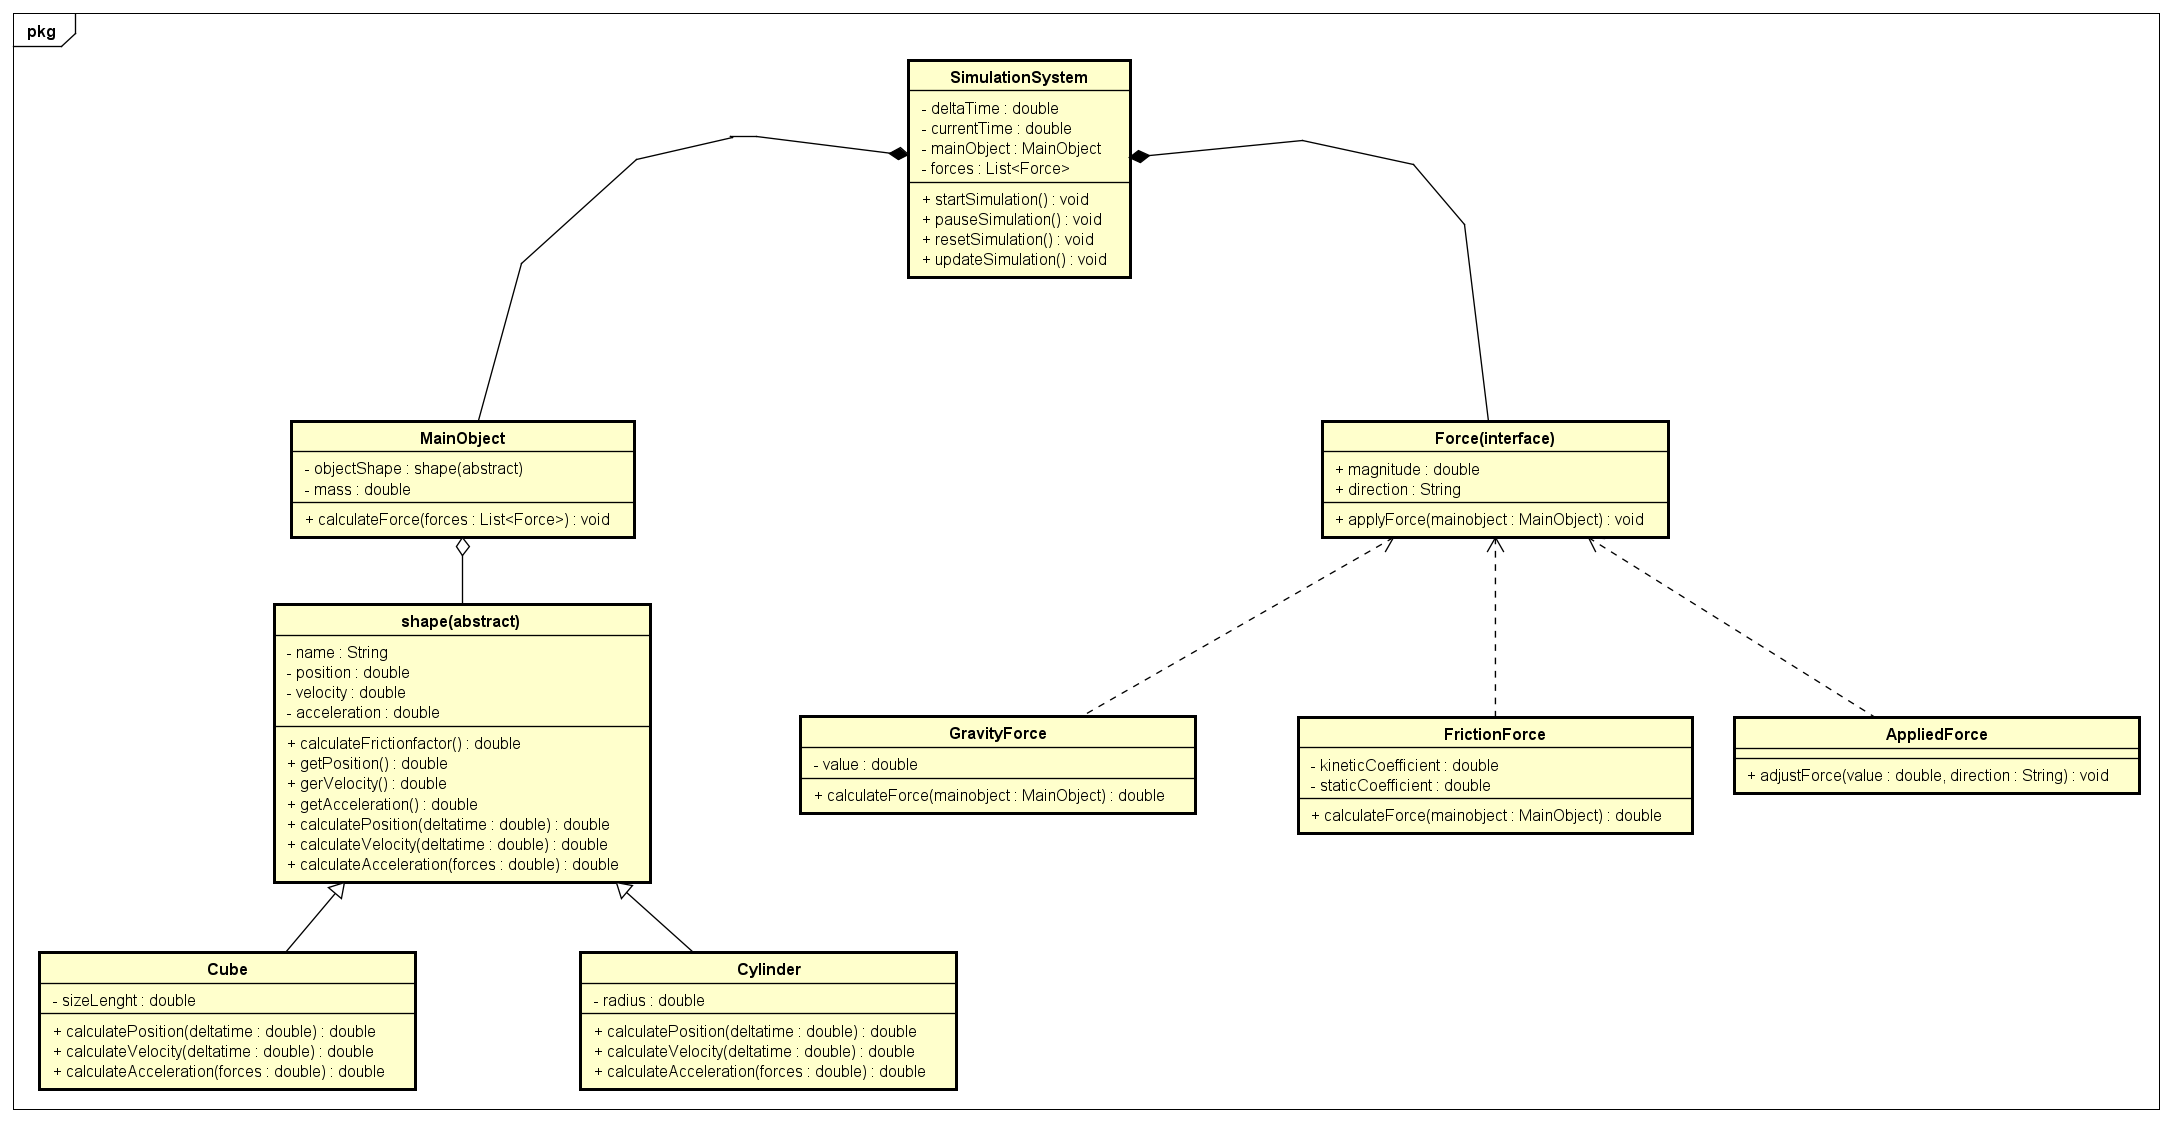 pkg
SimulationSystem
- deltaTime : double
- currentTime : double
- mainObject : MainObject
- forces : List<Force>
+ startSimulation() : void
+ pauseSimulation() : void
+ resetSimulation() : void
+ updateSimulation() : void
MainObject
- objectShape : shape(abstract)
- mass : double
+ calculateForce(forces : List<Force>) : void
Force(interface)
+ magnitude : double
+ direction : String
+ applyForce(mainobject : MainObject) : void
shape(abstract)
- name : String
- position : double
- velocity : double
- acceleration : double
+ calculateFrictionfactor() : double
+ getPosition() : double
+ gerVelocity() : double
+ getAcceleration() : double
+ calculatePosition(deltatime : double) : double
+ calculateVelocity(deltatime : double) : double
+ calculateAcceleration(forces : double) : double
GravityForce
- value : double
+ calculateForce(mainobject : MainObject) : double
FrictionForce
- kineticCoefficient : double
- staticCoefficient : double
+ calculateForce(mainobject : MainObject) : double
AppliedForce
+ adjustForce(value : double, direction : String) : void
Cube
- sizeLenght : double
+ calculatePosition(deltatime : double) : double
+ calculateVelocity(deltatime : double) : double
+ calculateAcceleration(forces : double) : double
Cylinder
- radius : double
+ calculatePosition(deltatime : double) : double
+ calculateVelocity(deltatime : double) : double
+ calculateAcceleration(forces : double) : double